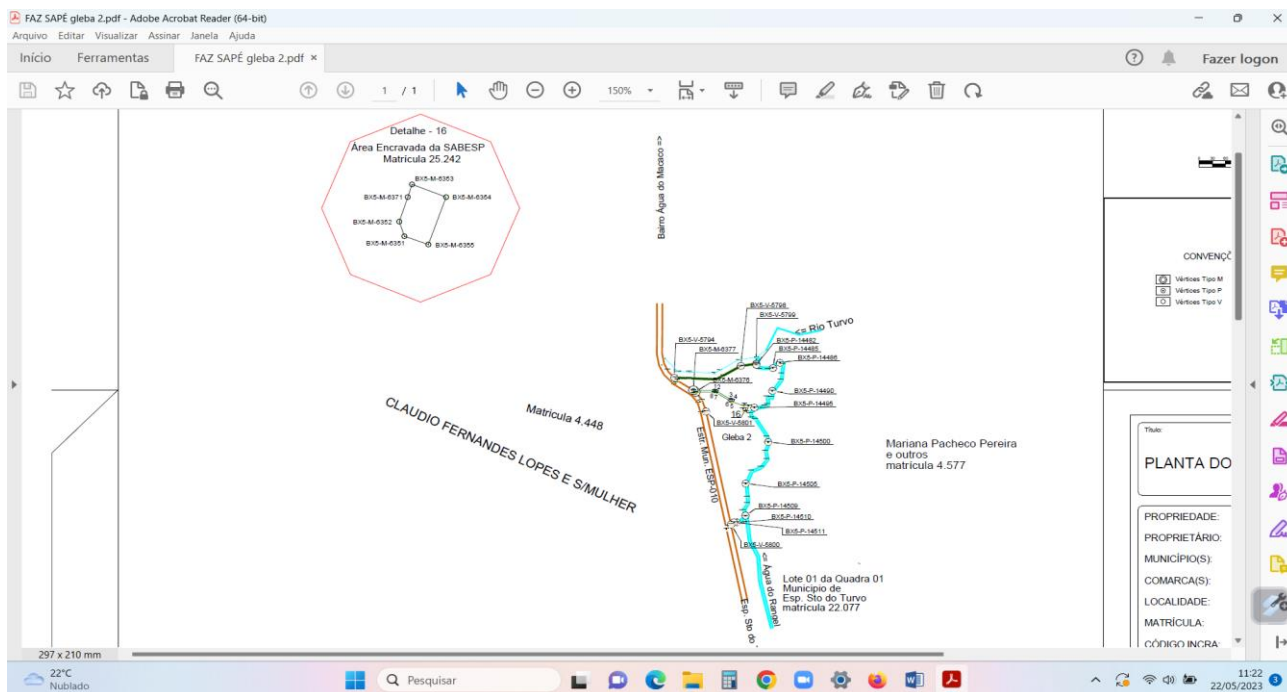 FAZ SAPÉ gleba 2.pdf - Adobe Acrobat Reader (64-bit)
Arquivo Editar Visualizar Assinar Janela Ajuda
Início Ferramentas FAZ SAPÉ gleba 2.pdf × Fazer logon
1 / 1 150%
Detalhe - 16
Área Encravada da SABESP
Matrícula 25.242
BX5-M-6353
BX5-M-6371
BX5-M-6354
BX5-M-6352
BX5-M-6351
BX5-M-6355
Bairro Água do Macaco =>
CONVENÇÕ
Vértices Tipo M
Vértices Tipo P
Vértices Tipo V
BX5-V-5798
BX5-V-5799
<= Rio Turvo
BX5-V-5794
BX5-P-14482
BX5-M-6377
BX5-P-14485
BX5-P-14486
BX5-M-6376
BX5-P-14490
BX5-P-14495
16
BX5-V-5801
Gleba 2
BX5-P-14500
Matrícula 4.448
CLAUDIO FERNANDES LOPES E S/MULHER
Estr. Mun. ESP-010
Mariana Pacheco Pereira
e outros
matrícula 4.577
BX5-P-14505
BX5-P-14509
BX5-P-14510
BX5-P-14511
BX5-V-5800
<= Água do Rangel
Lote 01 da Quadra 01
Municipio de
Esp. Sto do Turvo
matrícula 22.077
Esp. Sto do
Título:
PLANTA DO
PROPRIEDADE:
PROPRIETÁRIO:
MUNICÍPIO(S):
COMARCA(S):
LOCALIDADE:
MATRÍCULA:
CÓDIGO INCRA:
297 x 210 mm
22°C
Nublado
Pesquisar
11:22
22/05/2023
3